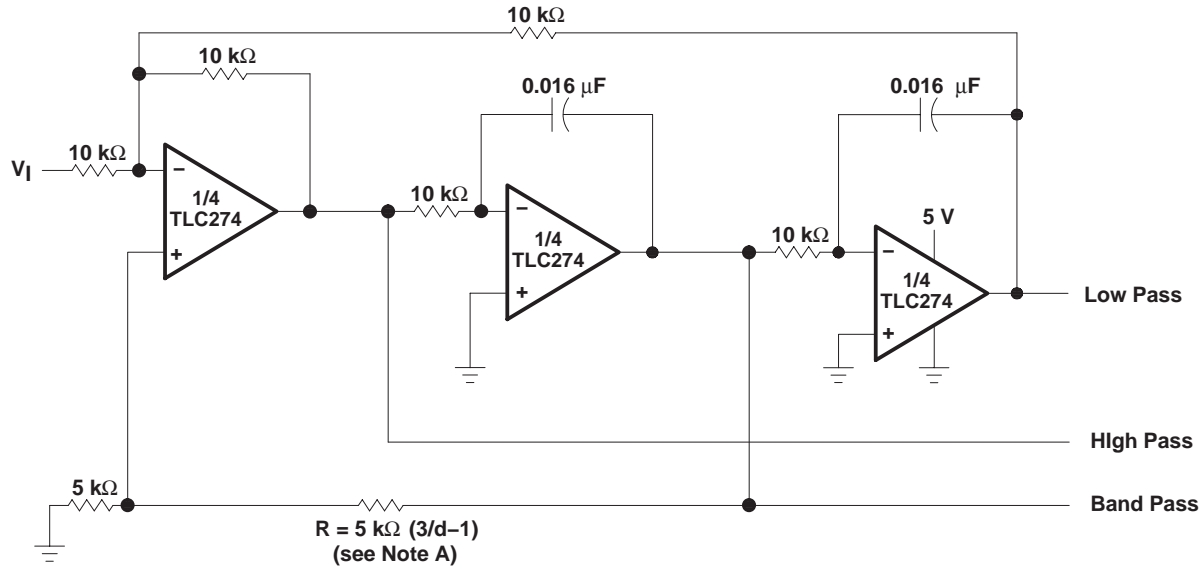 10 kΩ
10 kΩ
0.016 μF
0.016 μF
10 kΩ
VI
−
1/4
TLC274
+
10 kΩ
−
1/4
TLC274
+
5 V
10 kΩ
−
1/4
TLC274
+
Low Pass
HIgh Pass
5 kΩ
Band Pass
R = 5 kΩ (3/d−1)
(see Note A)